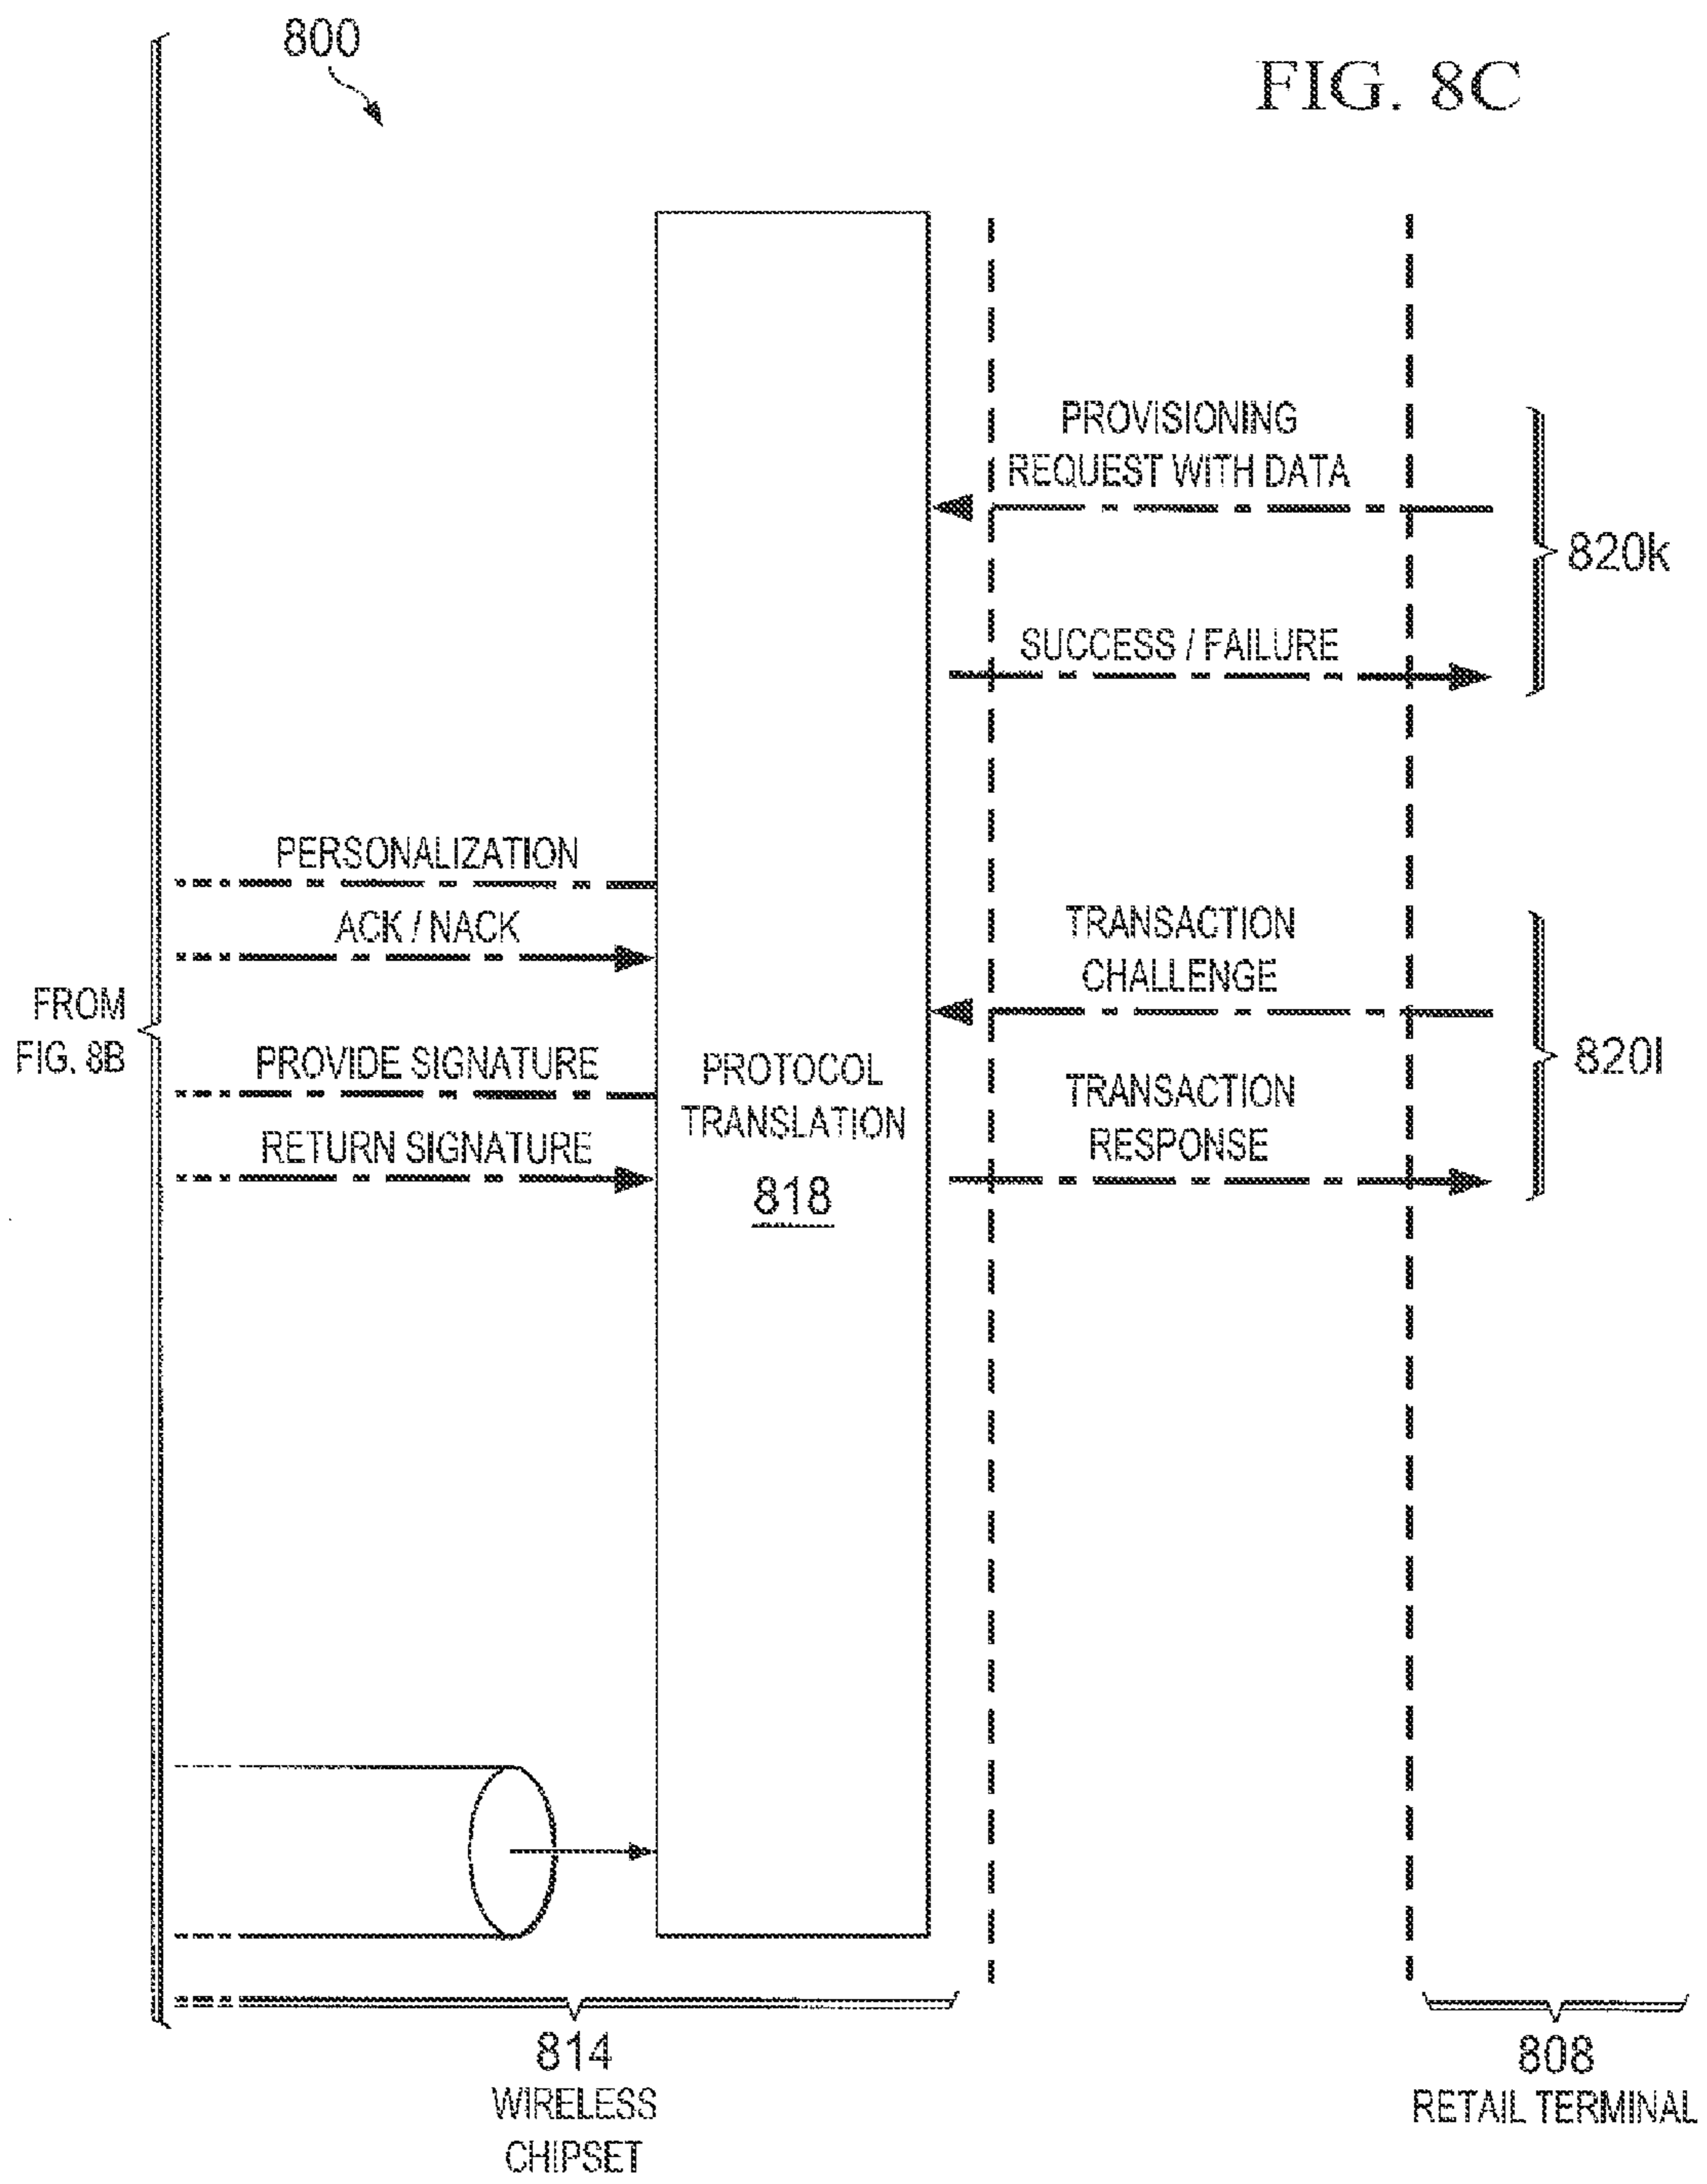 800
FIG. 8C
PROVISIONING
REQUEST WITH DATA
820k
SUCCESS / FAILURE
PERSONALIZATION
ACK / NACK
TRANSACTION
CHALLENGE
FROM
FIG. 8B
PROVIDE SIGNATURE
RETURN SIGNATURE
PROTOCOL
TRANSLATION
818
TRANSACTION
RESPONSE
820l
814
WIRELESS
CHIPSET
808
RETAIL TERMINAL